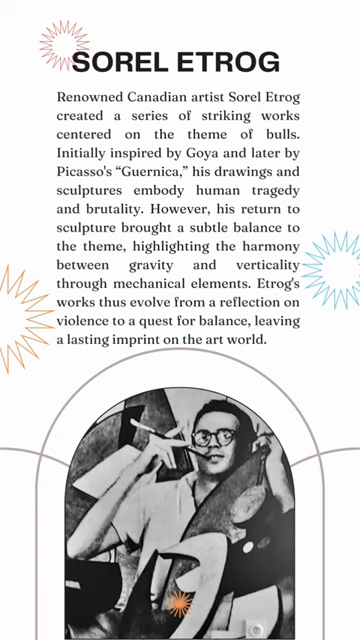 SOREL ETROG
Renowned Canadian artist Sorel Etrog
created a series of striking works
centered on the theme of bulls.
Initially inspired by Goya and later by
Picasso's “Guernica,” his drawings and
sculptures embody human tragedy
and brutality. However, his return to
sculpture brought a subtle balance to
the theme, highlighting the harmony
between gravity and verticality
through mechanical elements. Etrog's
works thus evolve from a reflection on
violence to a quest for balance, leaving
a lasting imprint on the art world.